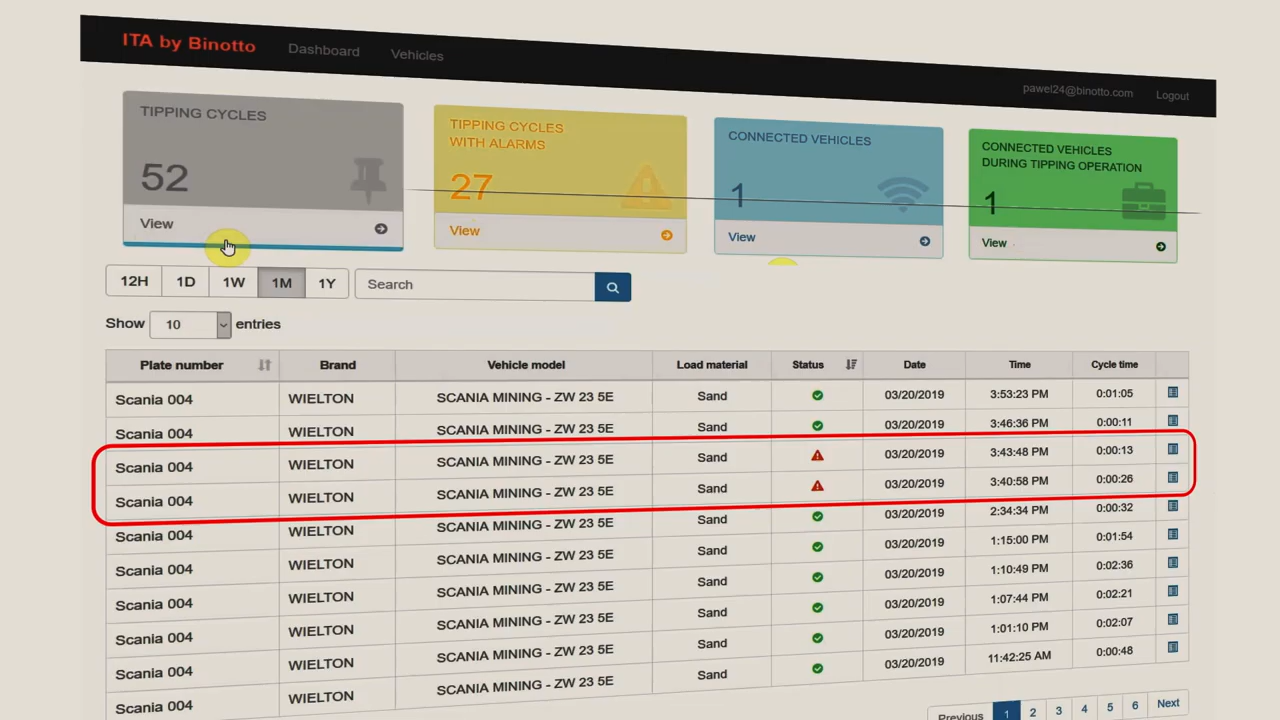 ITA by Binotto Dashboard Vehicles
pawel24@binotto.com Logout
TIPPING CYCLES
52
View
TIPPING CYCLES
WITH ALARMS
27
View
CONNECTED VEHICLES
1
View
CONNECTED VEHICLES
DURING TIPPING OPERATION
1
View
12H 1D 1W 1M 1Y Search
Show 10 entries
Plate number Brand Vehicle model Load material Status Date Time Cycle time
Scania 004 WIELTON SCANIA MINING - ZW 23 5E Sand 03/20/2019 3:53:23 PM 0:01:05
Scania 004 WIELTON SCANIA MINING - ZW 23 5E Sand 03/20/2019 3:46:36 PM 0:00:11
Scania 004 WIELTON SCANIA MINING - ZW 23 5E Sand 03/20/2019 3:43:48 PM 0:00:13
Scania 004 WIELTON SCANIA MINING - ZW 23 5E Sand 03/20/2019 3:40:58 PM 0:00:26
Scania 004 WIELTON SCANIA MINING - ZW 23 5E Sand 03/20/2019 2:34:34 PM 0:00:32
Scania 004 WIELTON SCANIA MINING - ZW 23 5E Sand 03/20/2019 1:15:00 PM 0:01:54
Scania 004 WIELTON SCANIA MINING - ZW 23 5E Sand 03/20/2019 1:10:49 PM 0:02:36
Scania 004 WIELTON SCANIA MINING - ZW 23 5E Sand 03/20/2019 1:07:44 PM 0:02:21
Scania 004 WIELTON SCANIA MINING - ZW 23 5E Sand 03/20/2019 1:01:10 PM 0:02:07
Scania 004 WIELTON SCANIA MINING - ZW 23 5E Sand 03/20/2019 11:42:25 AM 0:00:48
Previous 1 2 3 4 5 6 Next